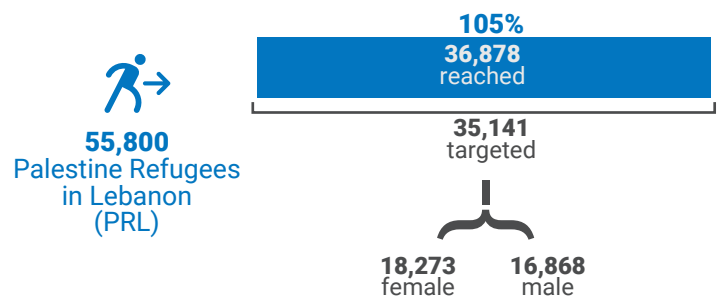 105%
36,878
reached
55,800
Palestine Refugees
in Lebanon
(PRL)
35,141
targeted
18,273
female
16,868
male